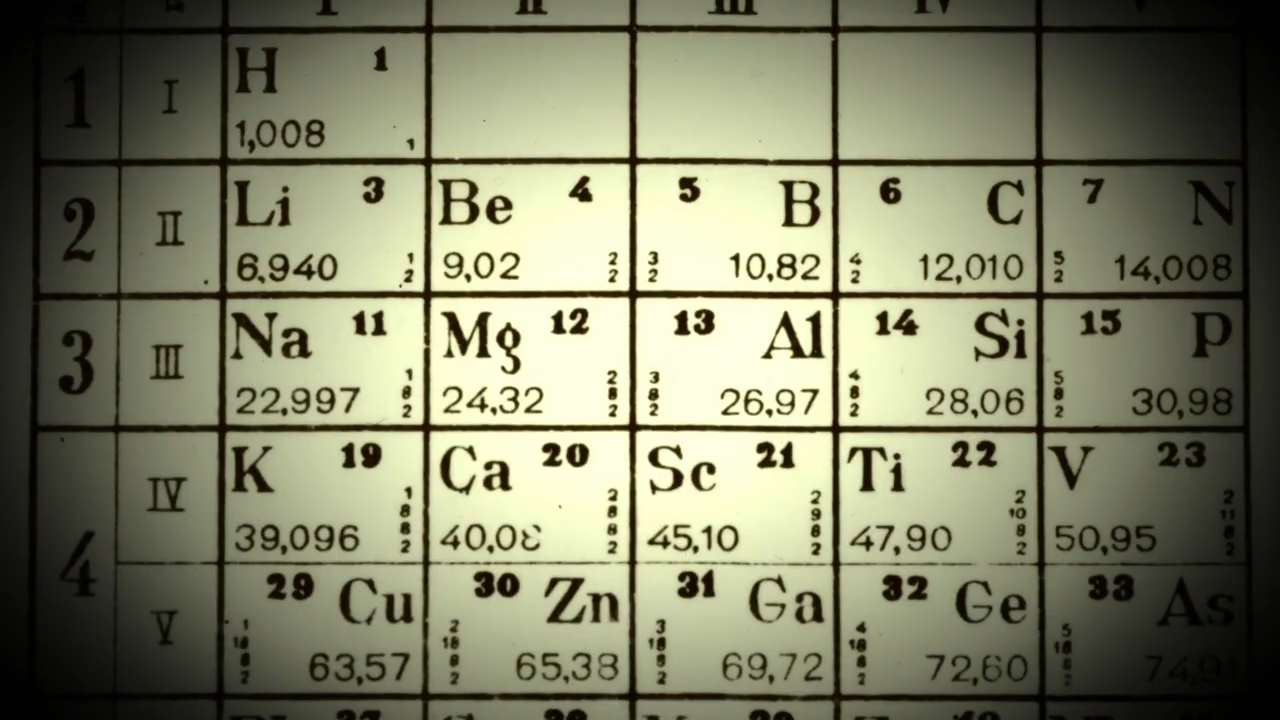 I II III IV V
1 I H 1
1,008 1
2 II Li 3 Be 4 5 B 6 C 7 N
6,940 1 2 9,02 2 2 3 2 10,82 4 2 12,010 5 2 14,008
3 III Na 11 Mg 12 13 Al 14 Si 15 P
22,997 1 8 2 24,32 2 8 2 3 8 2 26,97 4 8 2 28,06 5 8 2 30,98
4 IV K 19 Ca 20 Sc 21 Ti 22 V 23
39,096 1 8 8 2 40,08 2 8 8 2 45,10 2 9 8 2 47,90 2 10 8 2 50,95 2 11 8 2
V 29 Cu 30 Zn 31 Ga 32 Ge 33 As
1 18 8 2 63,57 2 18 8 2 65,38 3 18 8 2 69,72 4 18 8 2 72,60 5 18 8 2 74,91